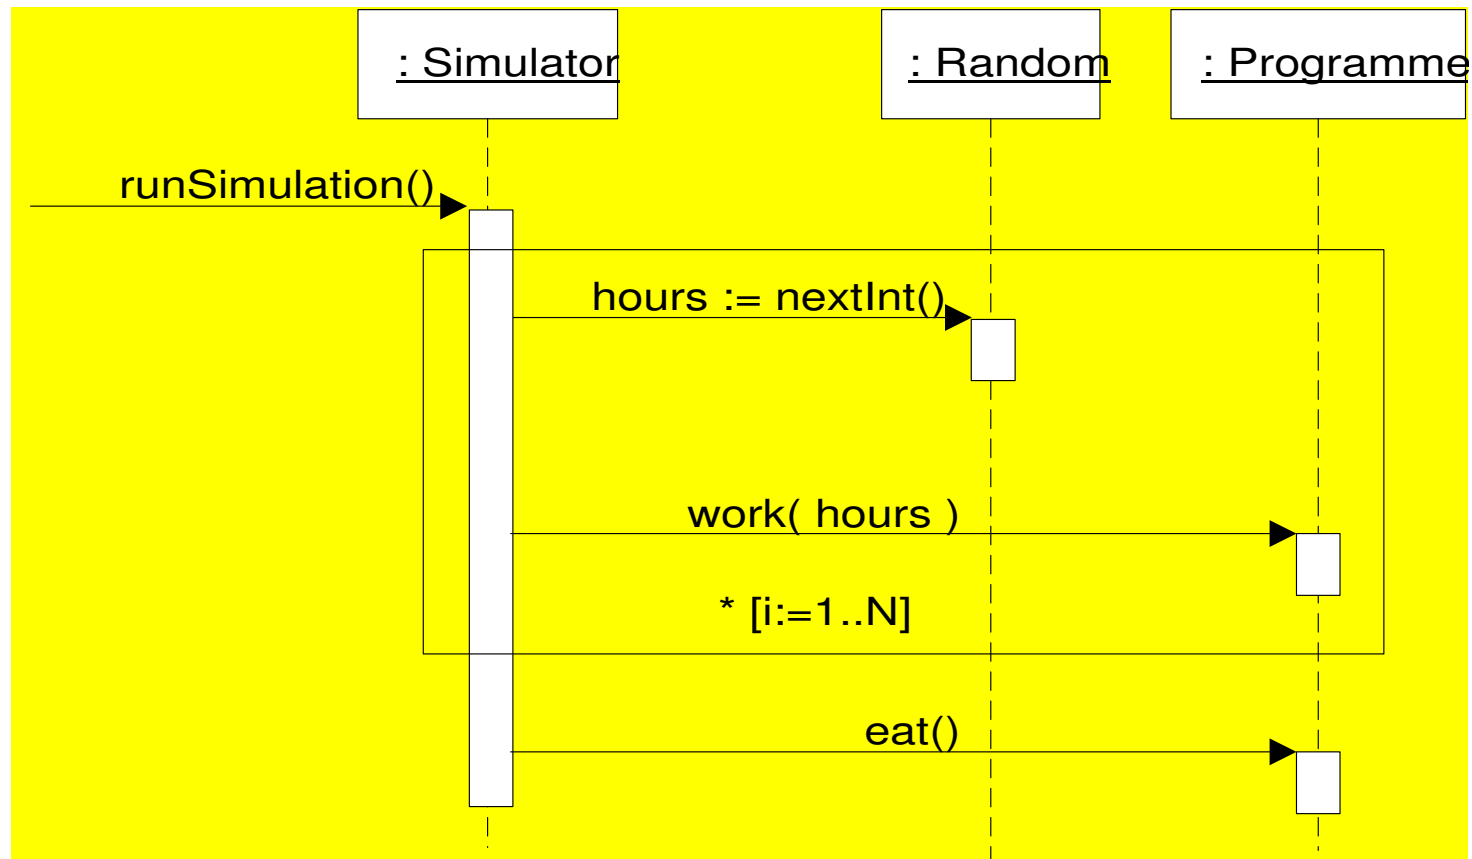 : Simulator
: Random
: Programme
runSimulation()
hours := nextInt()
work( hours )
* [i:=1..N]
eat()